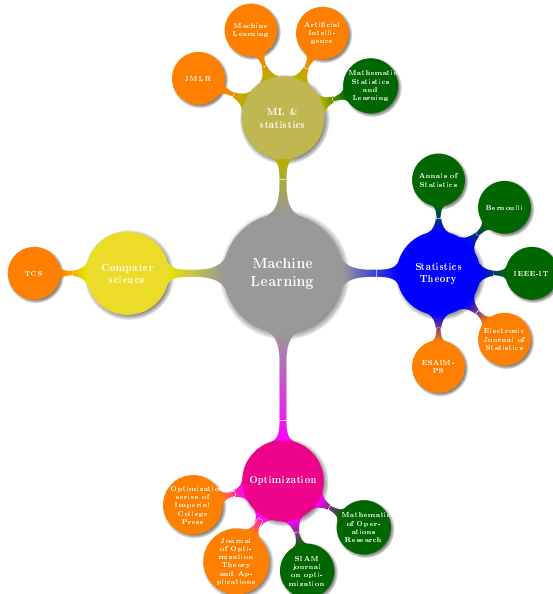 Machine
Learning
Artificial
Intelli-
gence
JMLR
Mathematic
Statistics
and
Learning
ML &
statistics
Annals of
Statistics
Bernoulli
Machine
Learning
Computer
science
TCS
Statistics
Theory
IEEE-IT
Electronic
Journal of
Statistics
ESAIM-
PS
Optimization
Optimization
series of
Imperial
College
Press
Mathematic
of Oper-
ations
Research
Journal
of Opti-
mization
Theory
and Ap-
plications
SIAM
journal
on opti-
mization